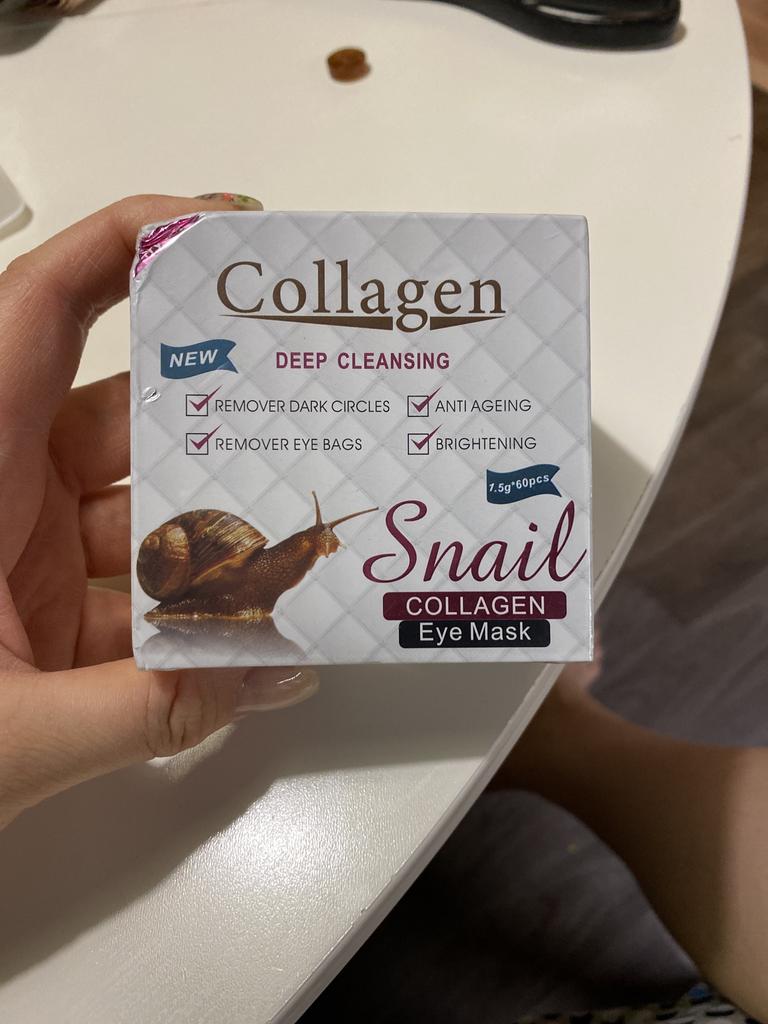 Collagen
NEW
DEEP CLEANSING
REMOVER DARK CIRCLES
ANTI AGEING
REMOVER EYE BAGS
BRIGHTENING
1.5g*60pcs
Snail
COLLAGEN
Eye Mask